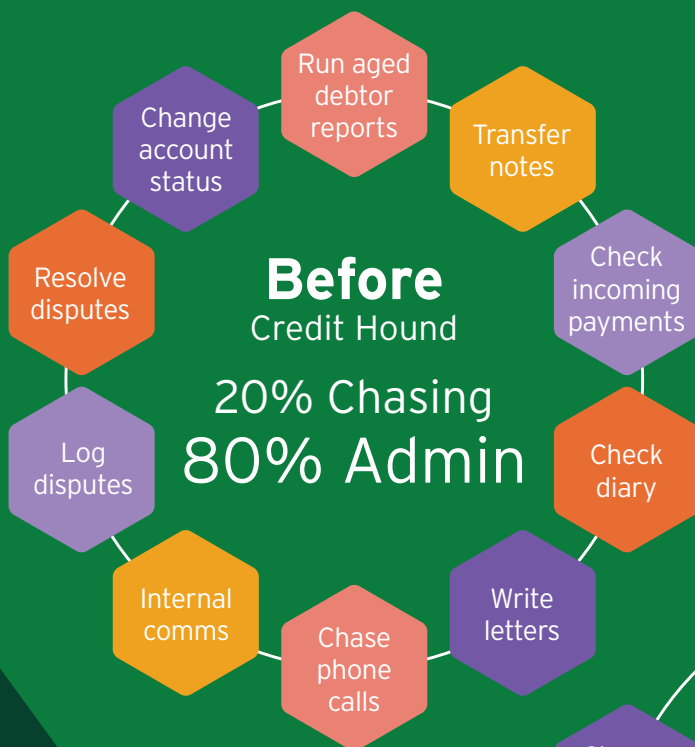 Run aged
debtor
reports
Transfer
notes
Check
incoming
payments
Check
diary
Write
letters
Chase
phone
calls
Internal
comms
Log
disputes
Resolve
disputes
Change
account
status
Before
Credit Hound
20% Chasing
80% Admin